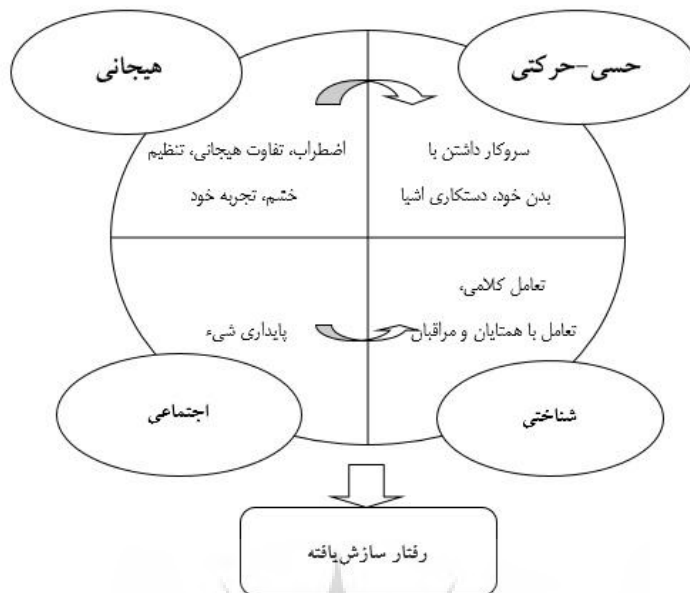 حسی-حرکتی
هیجانی
سروکار داشتن با
بدن خود، دستکاری اشیا
اضطراب، تفاوت هیجانی، تنظیم
خشم، تجربه خود
تعامل کلامی،
تعامل با همتایان و مراقبان
پایداری شیء
شناختی
اجتماعی
رفتار سازش‌یافته